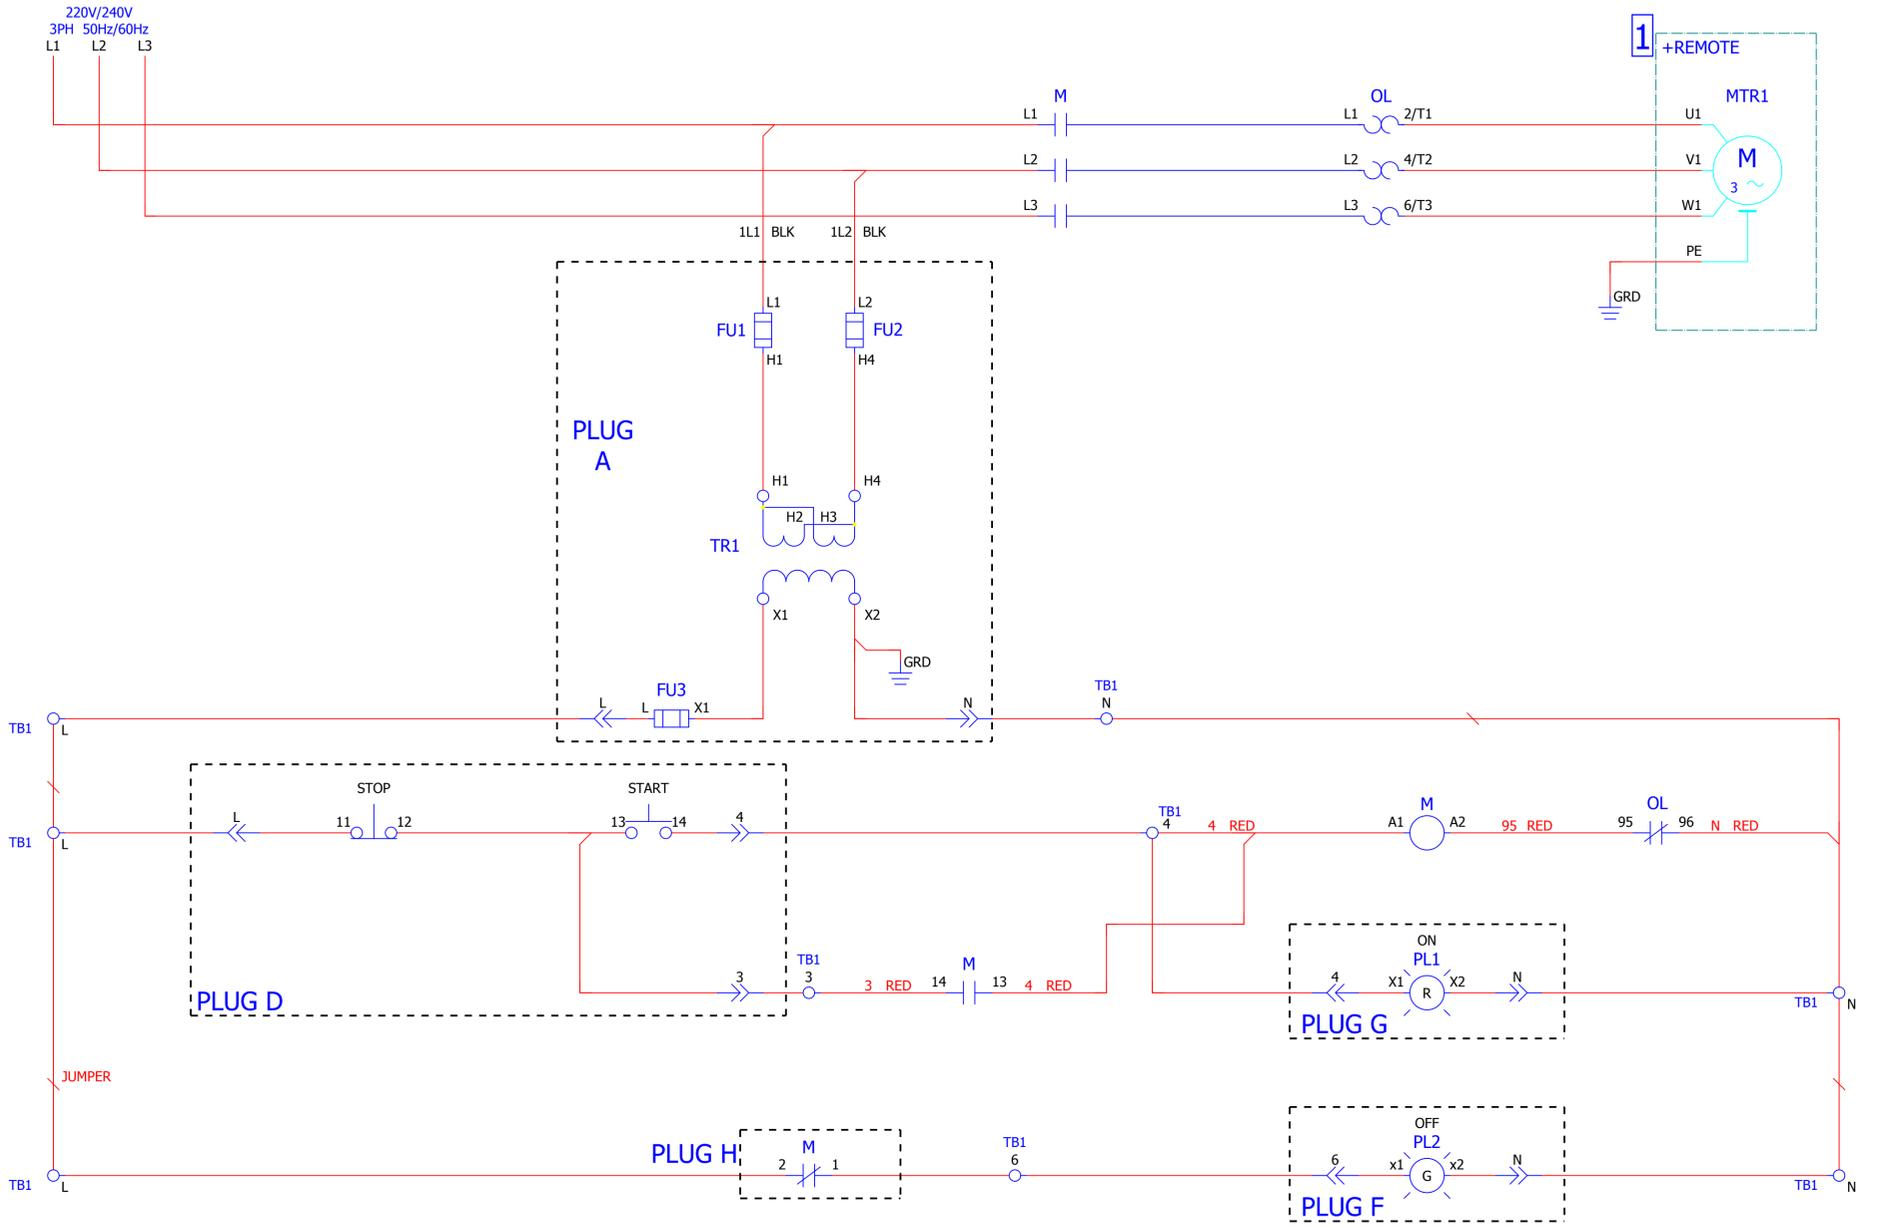 220V/240V
3PH 50Hz/60Hz
L1 L2 L3
1 +REMOTE
M OL MTR1
L1 L1 2/T1 U1
L2 L2 4/T2 V1
M
3
L3 L3 6/T3 W1
1L1 BLK 1L2 BLK
PE
GRD
L1 L2
FU1 FU2
H1 H4
PLUG
A
H1 H4
H2 H3
TR1
X1 X2
GRD
FU3
L L X1 N
TB1
N
TB1 L
STOP START
L 11 12 13 14 4
TB1
4 4 RED
M
A1 A2 95 RED
OL
95 96 N RED
TB1 L
ON
PL1
4 X1 R X2 N
PLUG G
3
TB1
3
3 RED 14 M 13 4 RED
PLUG D
TB1 N
JUMPER
OFF
PL2
6 x1 G x2 N
PLUG F
PLUG H
M
2 1
TB1
6
TB1 L
TB1 N